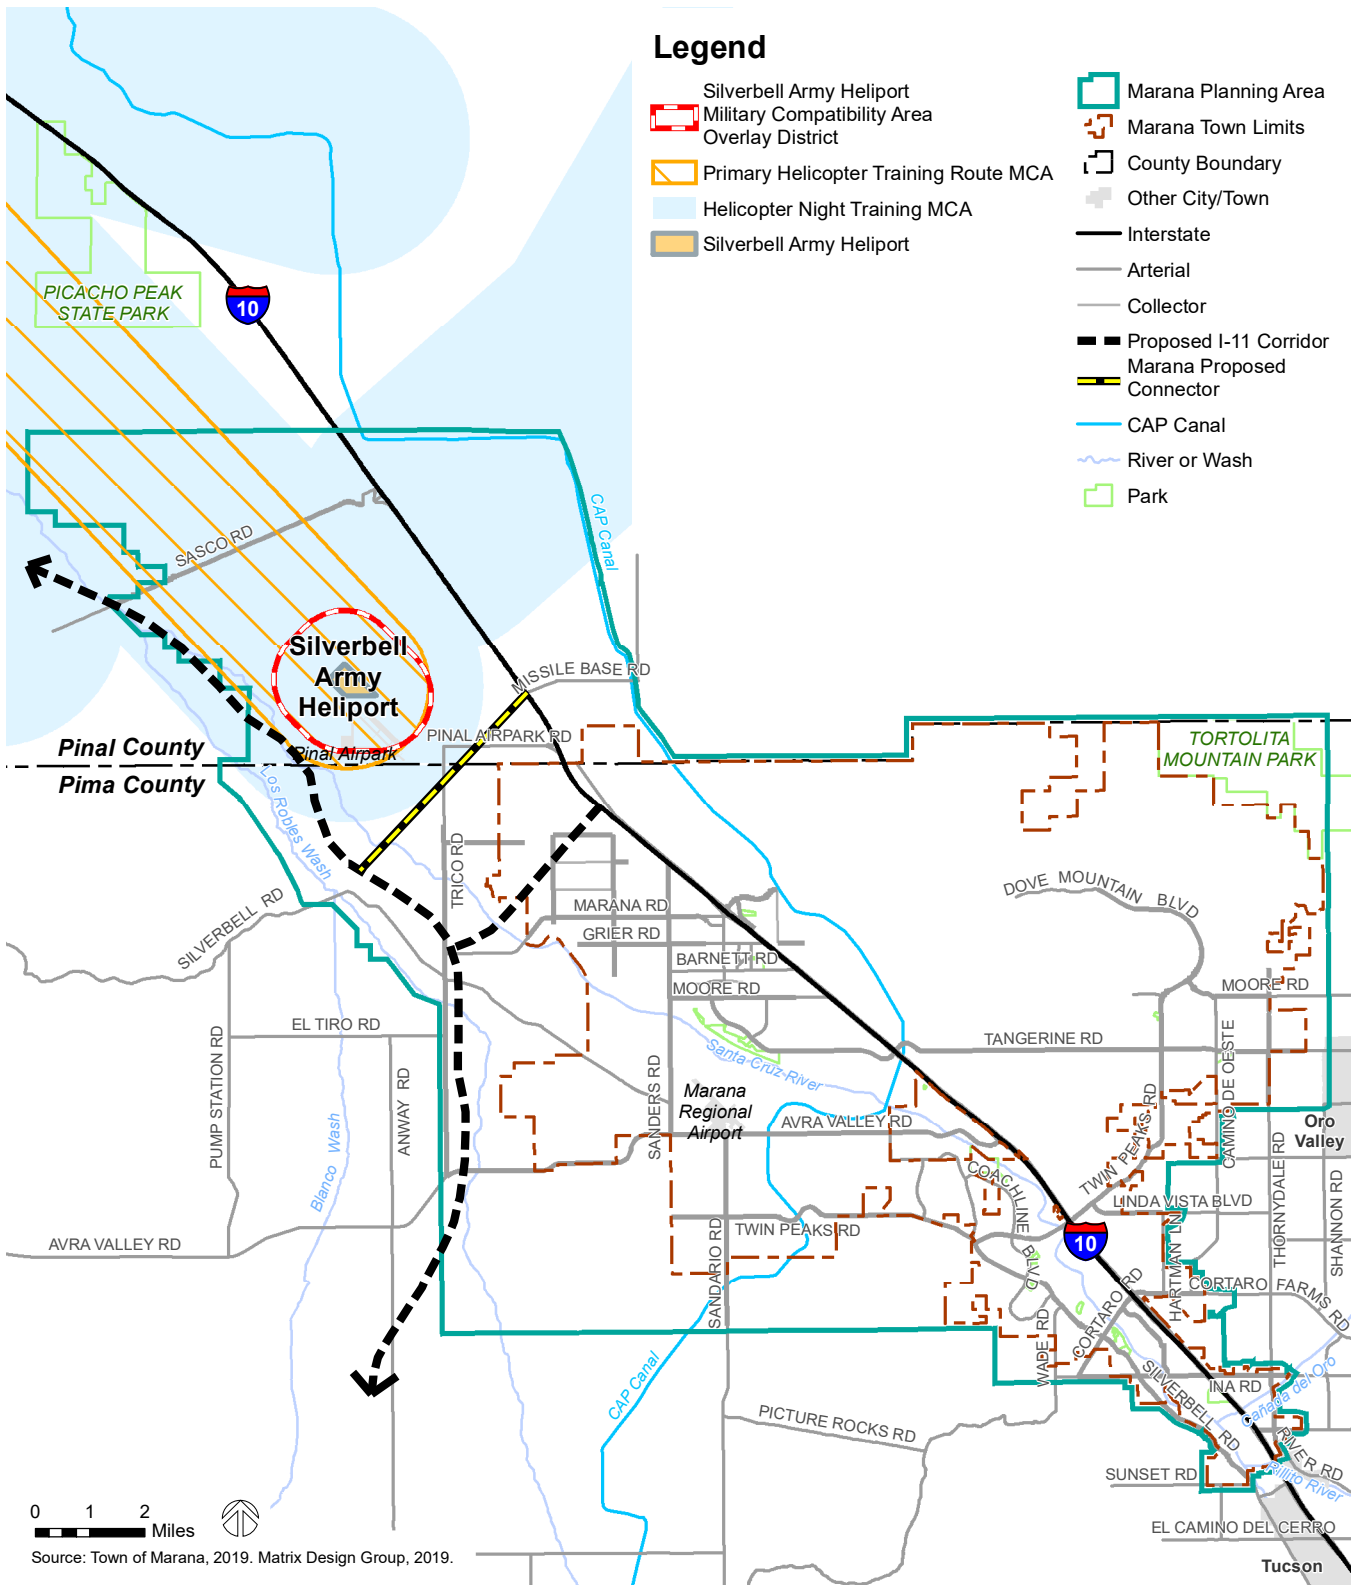 Legend
Silverbell Army Heliport
Military Compatibility Area
Overlay District
Primary Helicopter Training Route MCA
Helicopter Night Training MCA
Silverbell Army Heliport
Marana Planning Area
Marana Town Limits
County Boundary
Other City/Town
Interstate
Arterial
Collector
Proposed I-11 Corridor
Marana Proposed
Connector
CAP Canal
River or Wash
Park
PICACHO PEAK
STATE PARK
10
CAP Canal
SASCO RD
Silverbell
Army
Heliport
MISSILE BASE RD
PINAL AIRPARK RD
Pinal Airpark
Pinal County
Pima County
TORTOLITA
MOUNTAIN PARK
Los Robles Wash
TRICO RD
DOVE MOUNTAIN BLVD
SILVERBELL RD
MARANA RD
GRIER RD
BARNETT RD
MOORE RD
MOORE RD
EL TIRO RD
TANGERINE RD
Santa Cruz River
PUMP STATION RD
ANWAY RD
SANDERS RD
CAMINO DE OESTE
Marana
Regional
Airport
AVRA VALLEY RD
Blanco Wash
TWIN PEAKS RD
Oro
Valley
COACHLINE BLVD
LINDA VISTA BLVD
THORNYDALE RD
SHANNON RD
TWIN PEAKS RD
AVRA VALLEY RD
SANDARIO RD
10
HARTMAN LN
CORTARO FARMS RD
CORTARO RD
WADE RD
CAP Canal
SILVERBELL RD
INA RD
Cañada del Oro
PICTURE ROCKS RD
RIVER RD
SUNSET RD
Rillito River
EL CAMINO DEL CERRO
Tucson
0 1 2
Miles
Source: Town of Marana, 2019. Matrix Design Group, 2019.